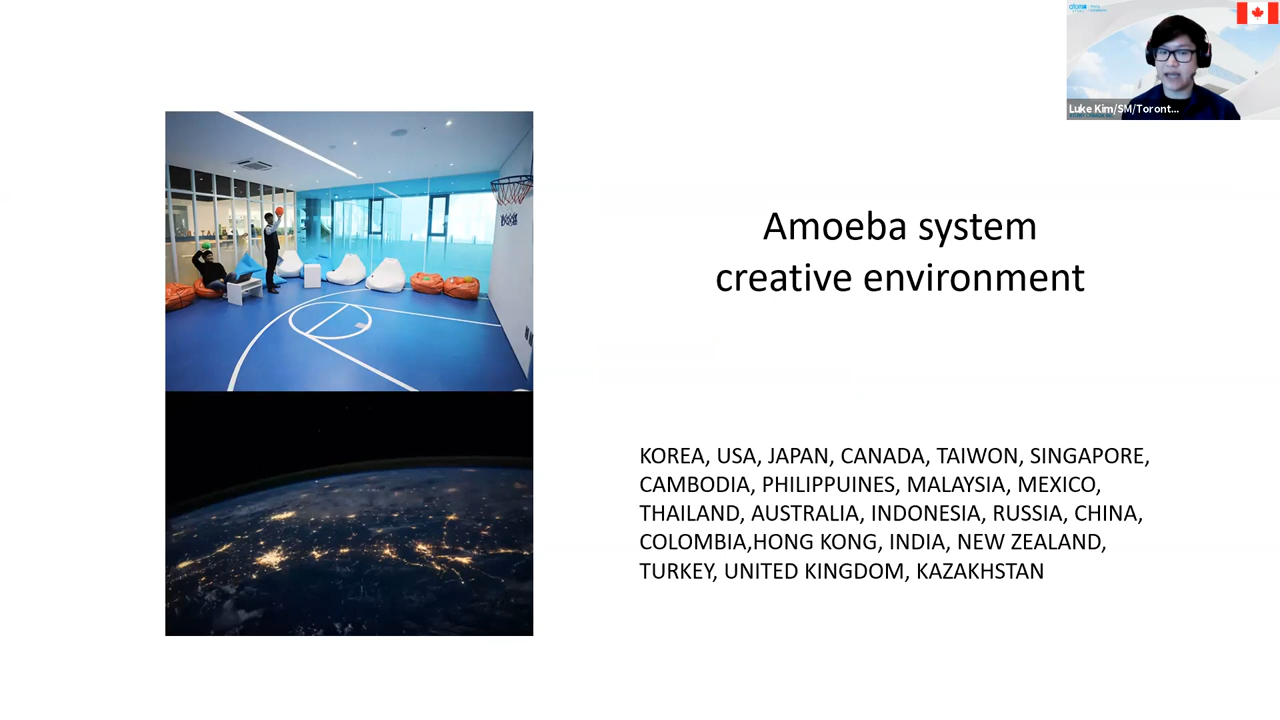 atomy
Luke Kim/SM/Toront...
Amoeba system
creative environment
KOREA, USA, JAPAN, CANADA, TAIWON, SINGAPORE,
CAMBODIA, PHILIPPUINES, MALAYSIA, MEXICO,
THAILAND, AUSTRALIA, INDONESIA, RUSSIA, CHINA,
COLOMBIA,HONG KONG, INDIA, NEW ZEALAND,
TURKEY, UNITED KINGDOM, KAZAKHSTAN